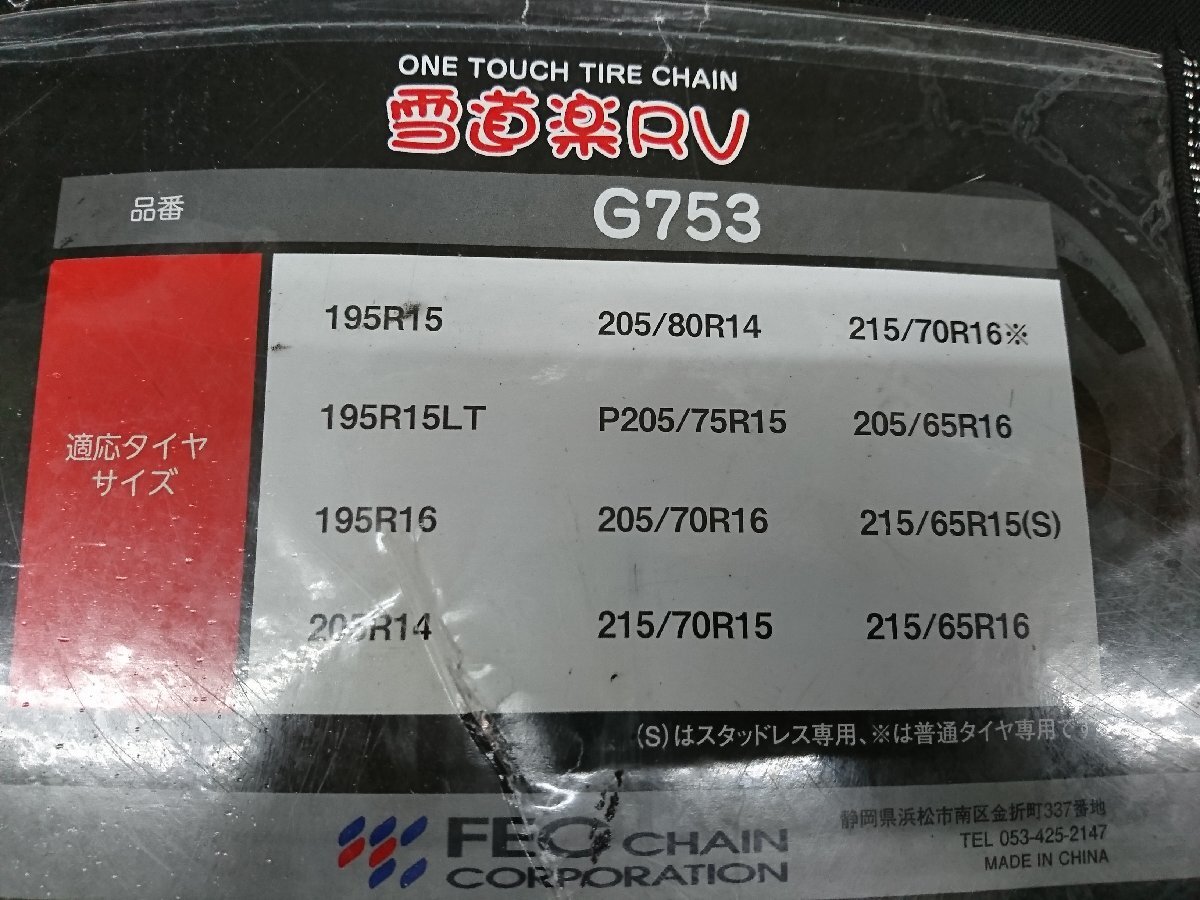 ONE TOUCH TIRE CHAIN
雪道楽RV
品番 G753
適応タイヤ
サイズ
195R15 205/80R14 215/70R16※
195R15LT P205/75R15 205/65R16
195R16 205/70R16 215/65R15(S)
205R14 215/70R15 215/65R16
(S)はスタッドレス専用、※は普通タイヤ専用です
FEC CHAIN
CORPORATION
静岡県浜松市南区金折町337番地
TEL 053-425-2147
MADE IN CHINA